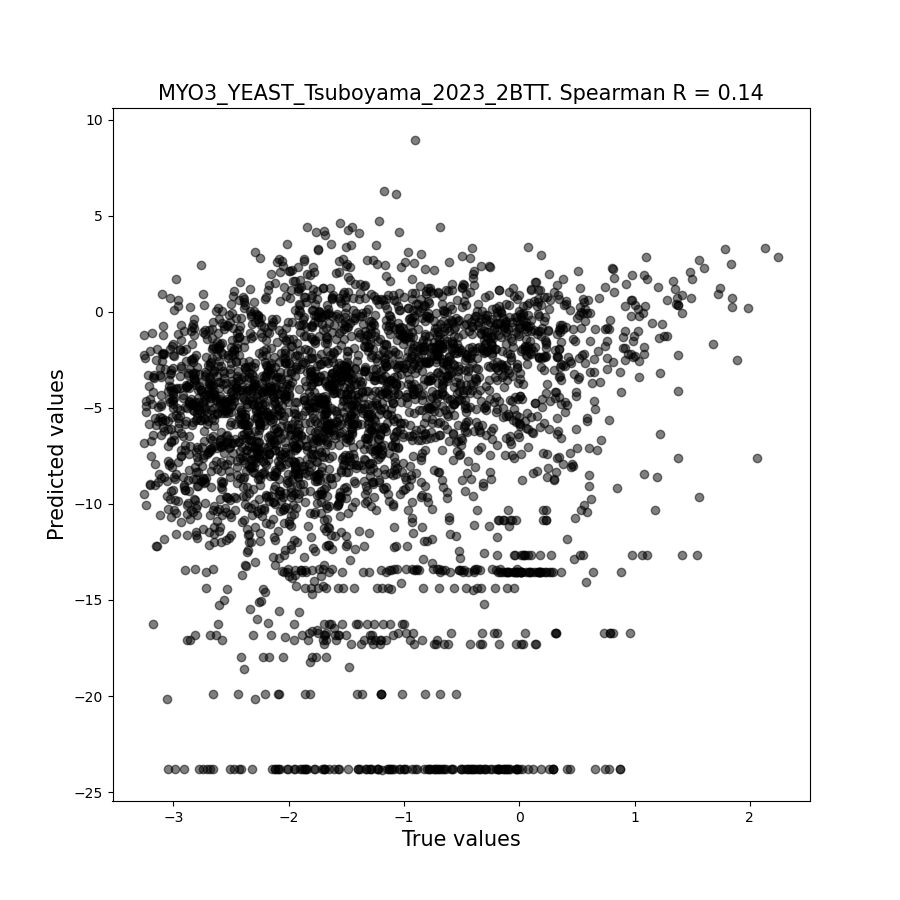 MYO3_YEAST_Tsuboyama_2023_2BTT. Spearman R = 0.14
10
5
0
−5
−10
−15
−20
−25
Predicted values
−3 −2 −1 0 1 2
True values